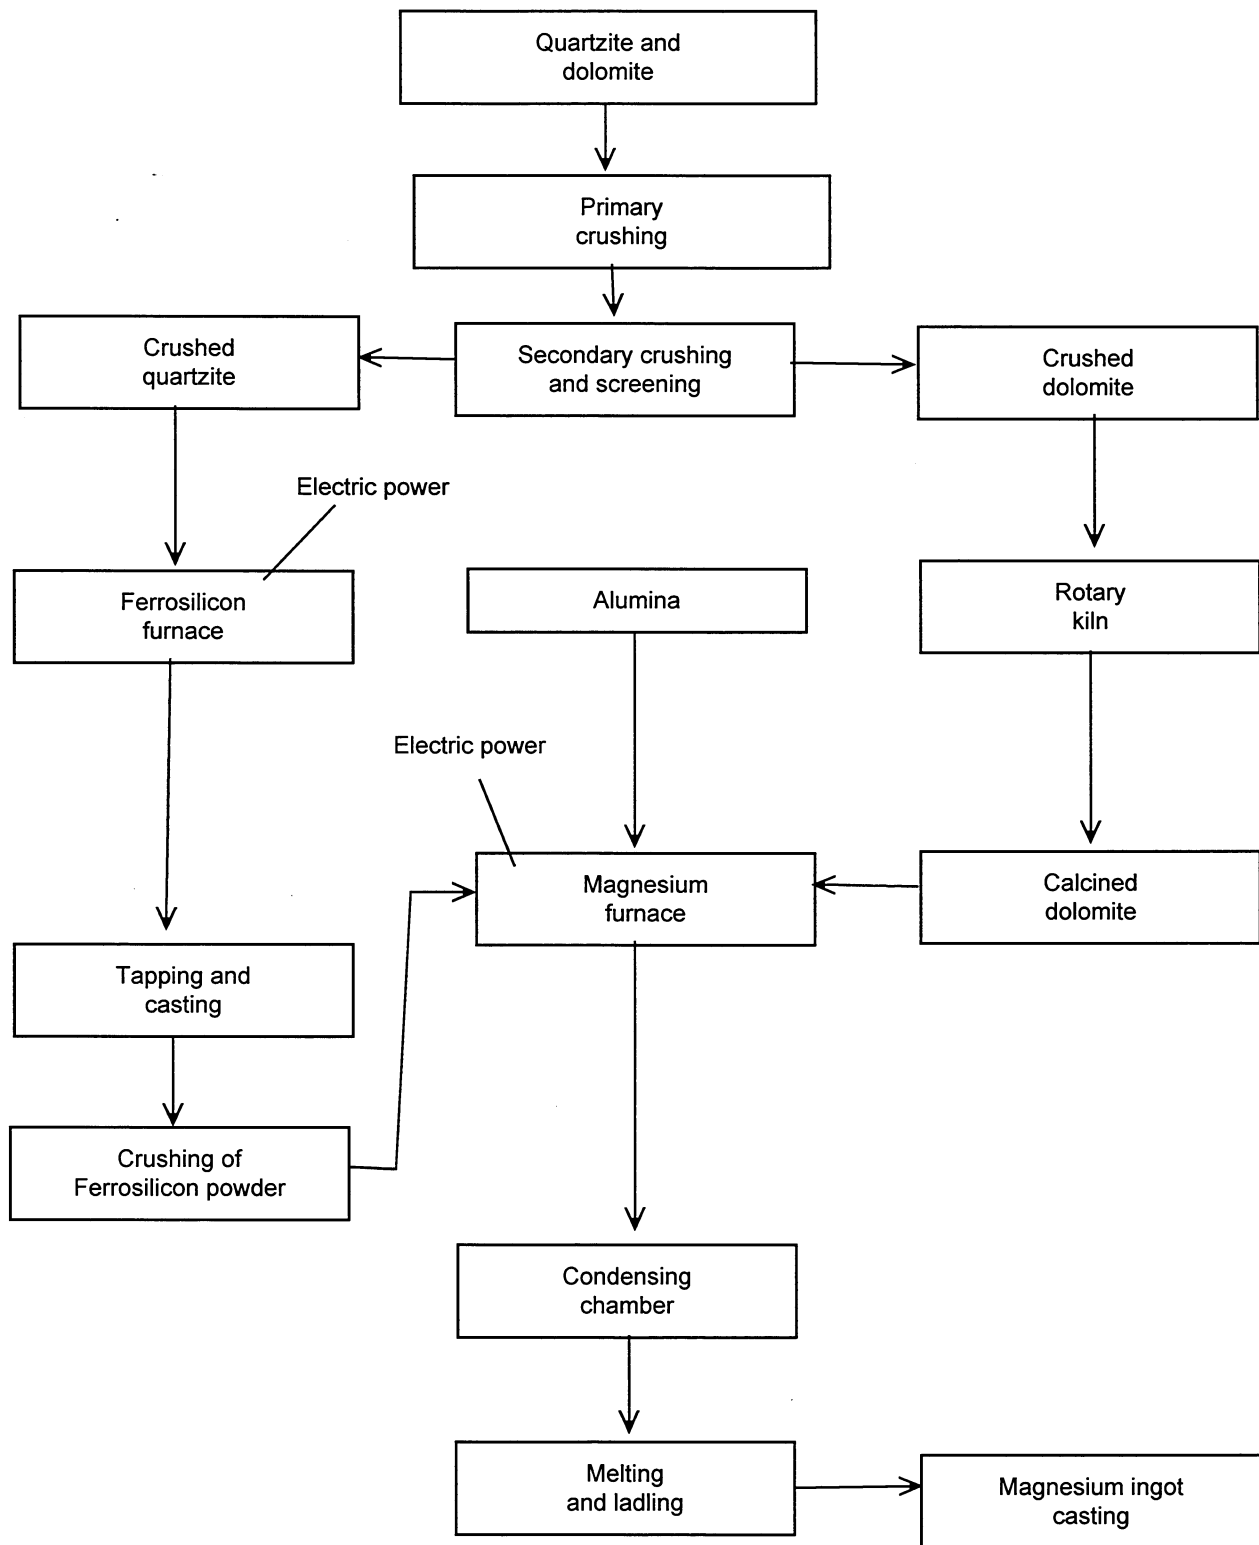 Quartzite and
dolomite
Primary
crushing
Crushed
quartzite
Secondary crushing
and screening
Crushed
dolomite
Electric power
Ferrosilicon
furnace
Alumina
Rotary
kiln
Electric power
Magnesium
furnace
Calcined
dolomite
Tapping and
casting
Crushing of
Ferrosilicon powder
Condensing
chamber
Melting
and ladling
Magnesium ingot
casting